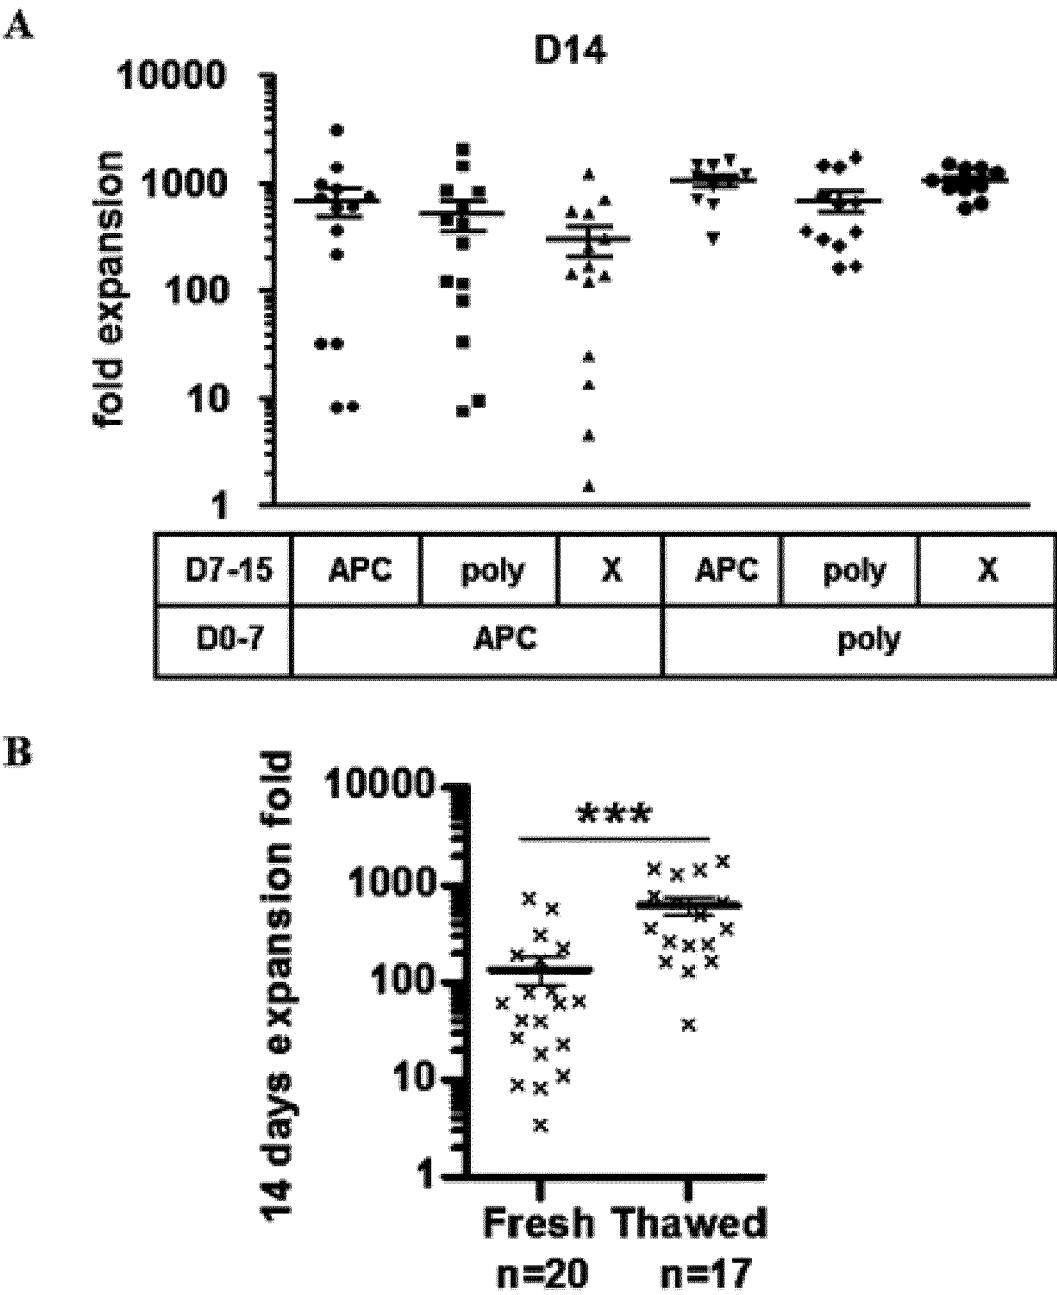 A
D14
10000
1000
100
10
1
fold expansion
D7-15 APC poly X APC poly X
D0-7 APC poly
B
14 days expansion fold
10000
1000
100
10
1
***
Fresh Thawed
n=20 n=17